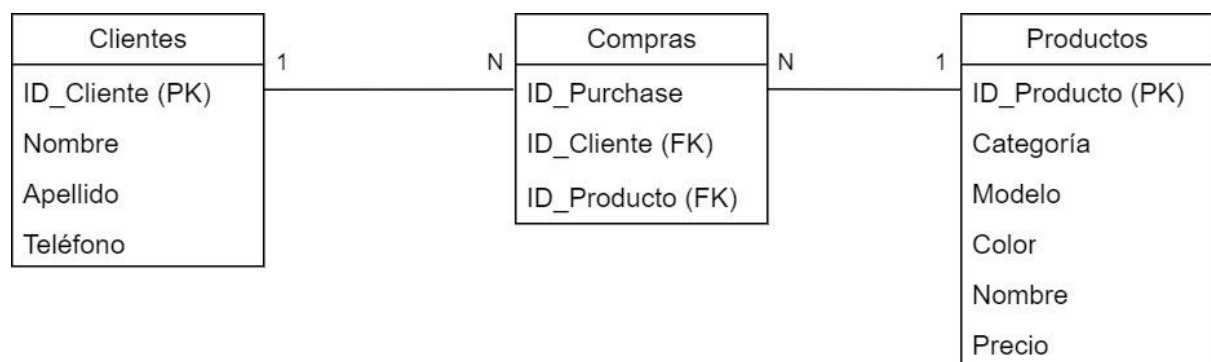 Clientes
ID_Cliente (PK)
Nombre
Apellido
Teléfono
1
N
Compras
ID_Purchase
ID_Cliente (FK)
ID_Producto (FK)
N
1
Productos
ID_Producto (PK)
Categoría
Modelo
Color
Nombre
Precio